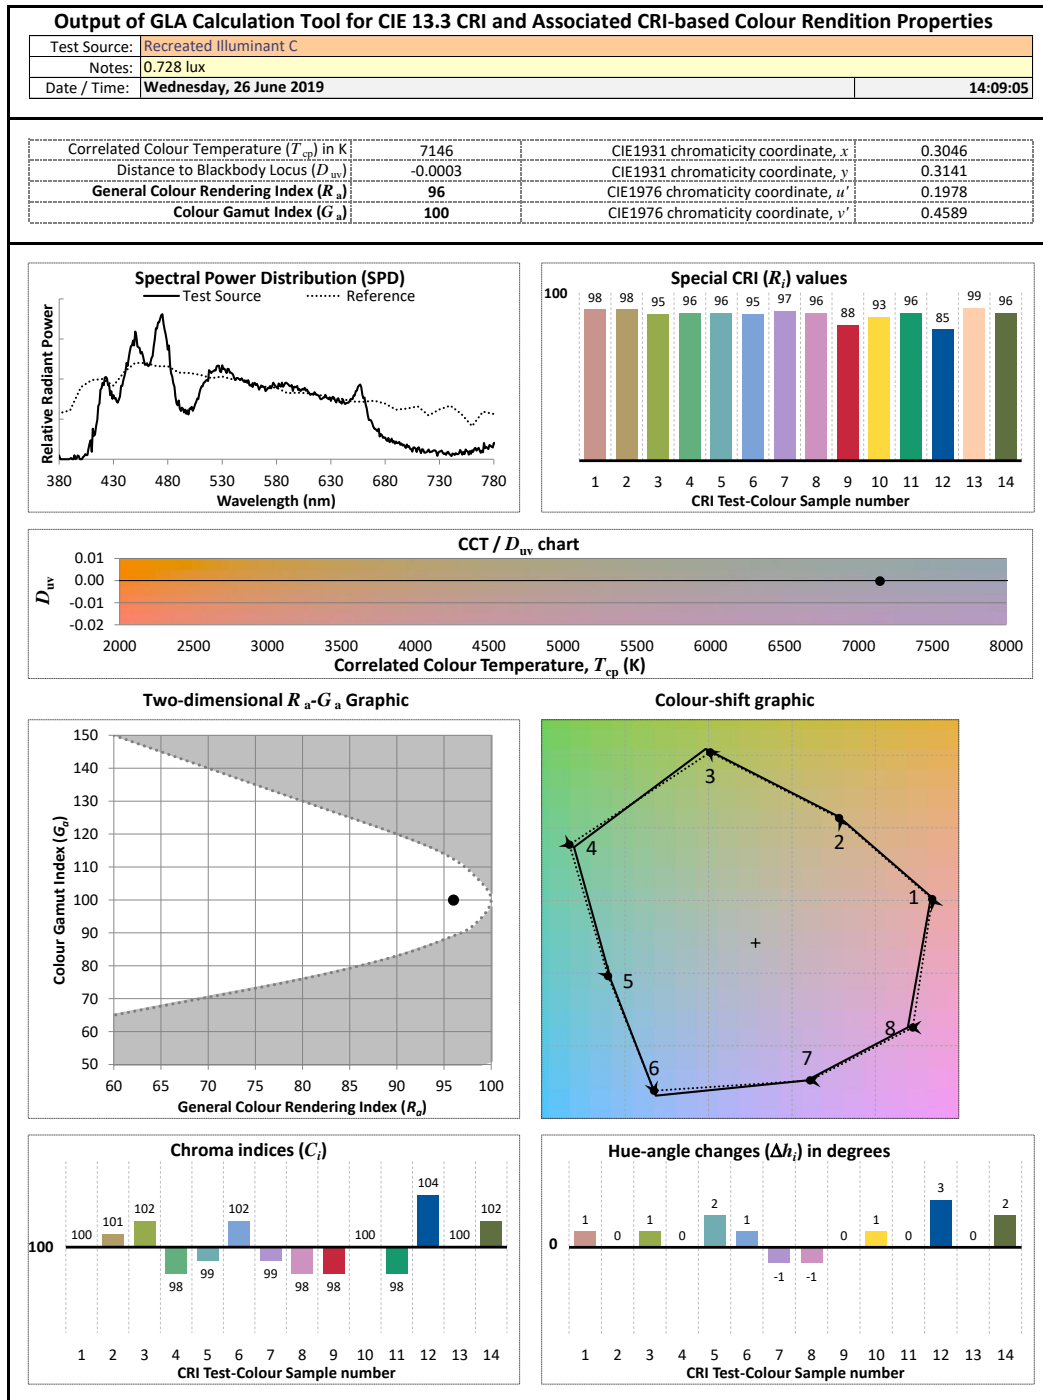 Output of GLA Calculation Tool for CIE 13.3 CRI and Associated CRI-based Colour Rendition Properties
Test Source: Recreated Illuminant C
Notes: 0.728 lux
Date / Time: Wednesday, 26 June 2019 14:09:05
Correlated Colour Temperature (Tcp) in K 7146 CIE1931 chromaticity coordinate, x 0.3046
Distance to Blackbody Locus (Duv) -0.0003 CIE1931 chromaticity coordinate, y 0.3141
General Colour Rendering Index (Ra) 96 CIE1976 chromaticity coordinate, u' 0.1978
Colour Gamut Index (Ga) 100 CIE1976 chromaticity coordinate, v' 0.4589
Spectral Power Distribution (SPD)
Test Source Reference
Relative Radiant Power
380 430 480 530 580 630 680 730 780
Wavelength (nm)
Special CRI (Ri) values
100
98 98 95 96 96 95 97 96 88 93 96 85 99 96
1 2 3 4 5 6 7 8 9 10 11 12 13 14
CRI Test-Colour Sample number
CCT / Duv chart
Duv
0.01
0.00
-0.01
-0.02
2000 2500 3000 3500 4000 4500 5000 5500 6000 6500 7000 7500 8000
Correlated Colour Temperature, Tcp (K)
Two-dimensional Ra-Ga Graphic
Colour Gamut Index (Ga)
150
140
130
120
110
100
90
80
70
60
50
60 65 70 75 80 85 90 95 100
General Colour Rendering Index (Ra)
Colour-shift graphic
3
2
4
1
5
8
7
6
Chroma indices (Ci)
100
100 101 102 98 99 102 99 98 98 100 98 104 100 102
1 2 3 4 5 6 7 8 9 10 11 12 13 14
CRI Test-Colour Sample number
Hue-angle changes (Δhi) in degrees
0
1 0 1 0 2 1 -1 -1 0 1 0 3 0 2
1 2 3 4 5 6 7 8 9 10 11 12 13 14
CRI Test-Colour Sample number